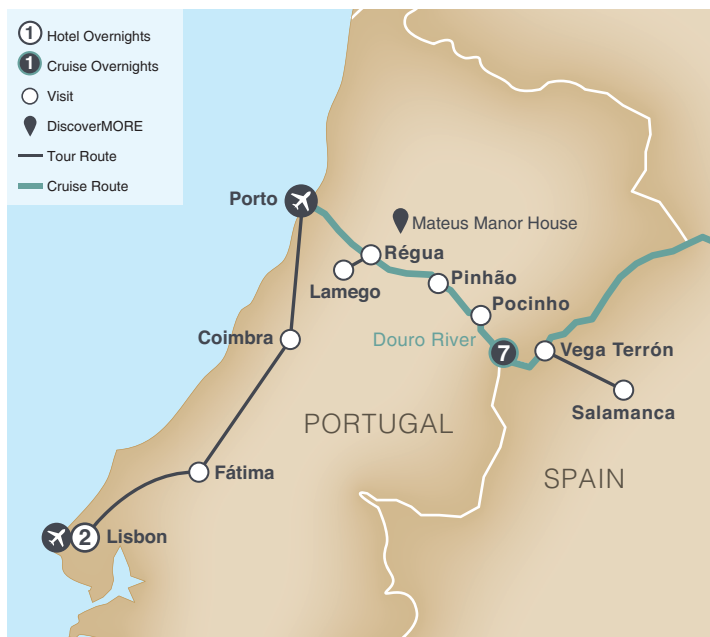 1 Hotel Overnights
1 Cruise Overnights
Visit
DiscoverMORE
Tour Route
Cruise Route
Porto
Mateus Manor House
Régua
Lamego
Pinhão
Pocinho
Coimbra
Douro River
7
Vega Terrón
Salamanca
PORTUGAL
Fátima
SPAIN
2 Lisbon